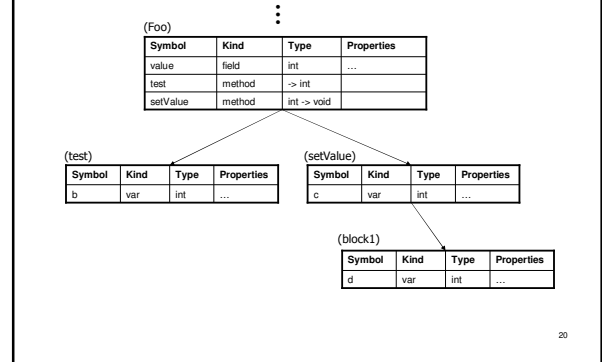 (Foo)
Symbol Kind Type Properties
value field int ...
test method -> int
setValue method int -> void
(test)
Symbol Kind Type Properties
b var int ...
(setValue)
Symbol Kind Type Properties
c var int ...
(block1)
Symbol Kind Type Properties
d var int ...
20